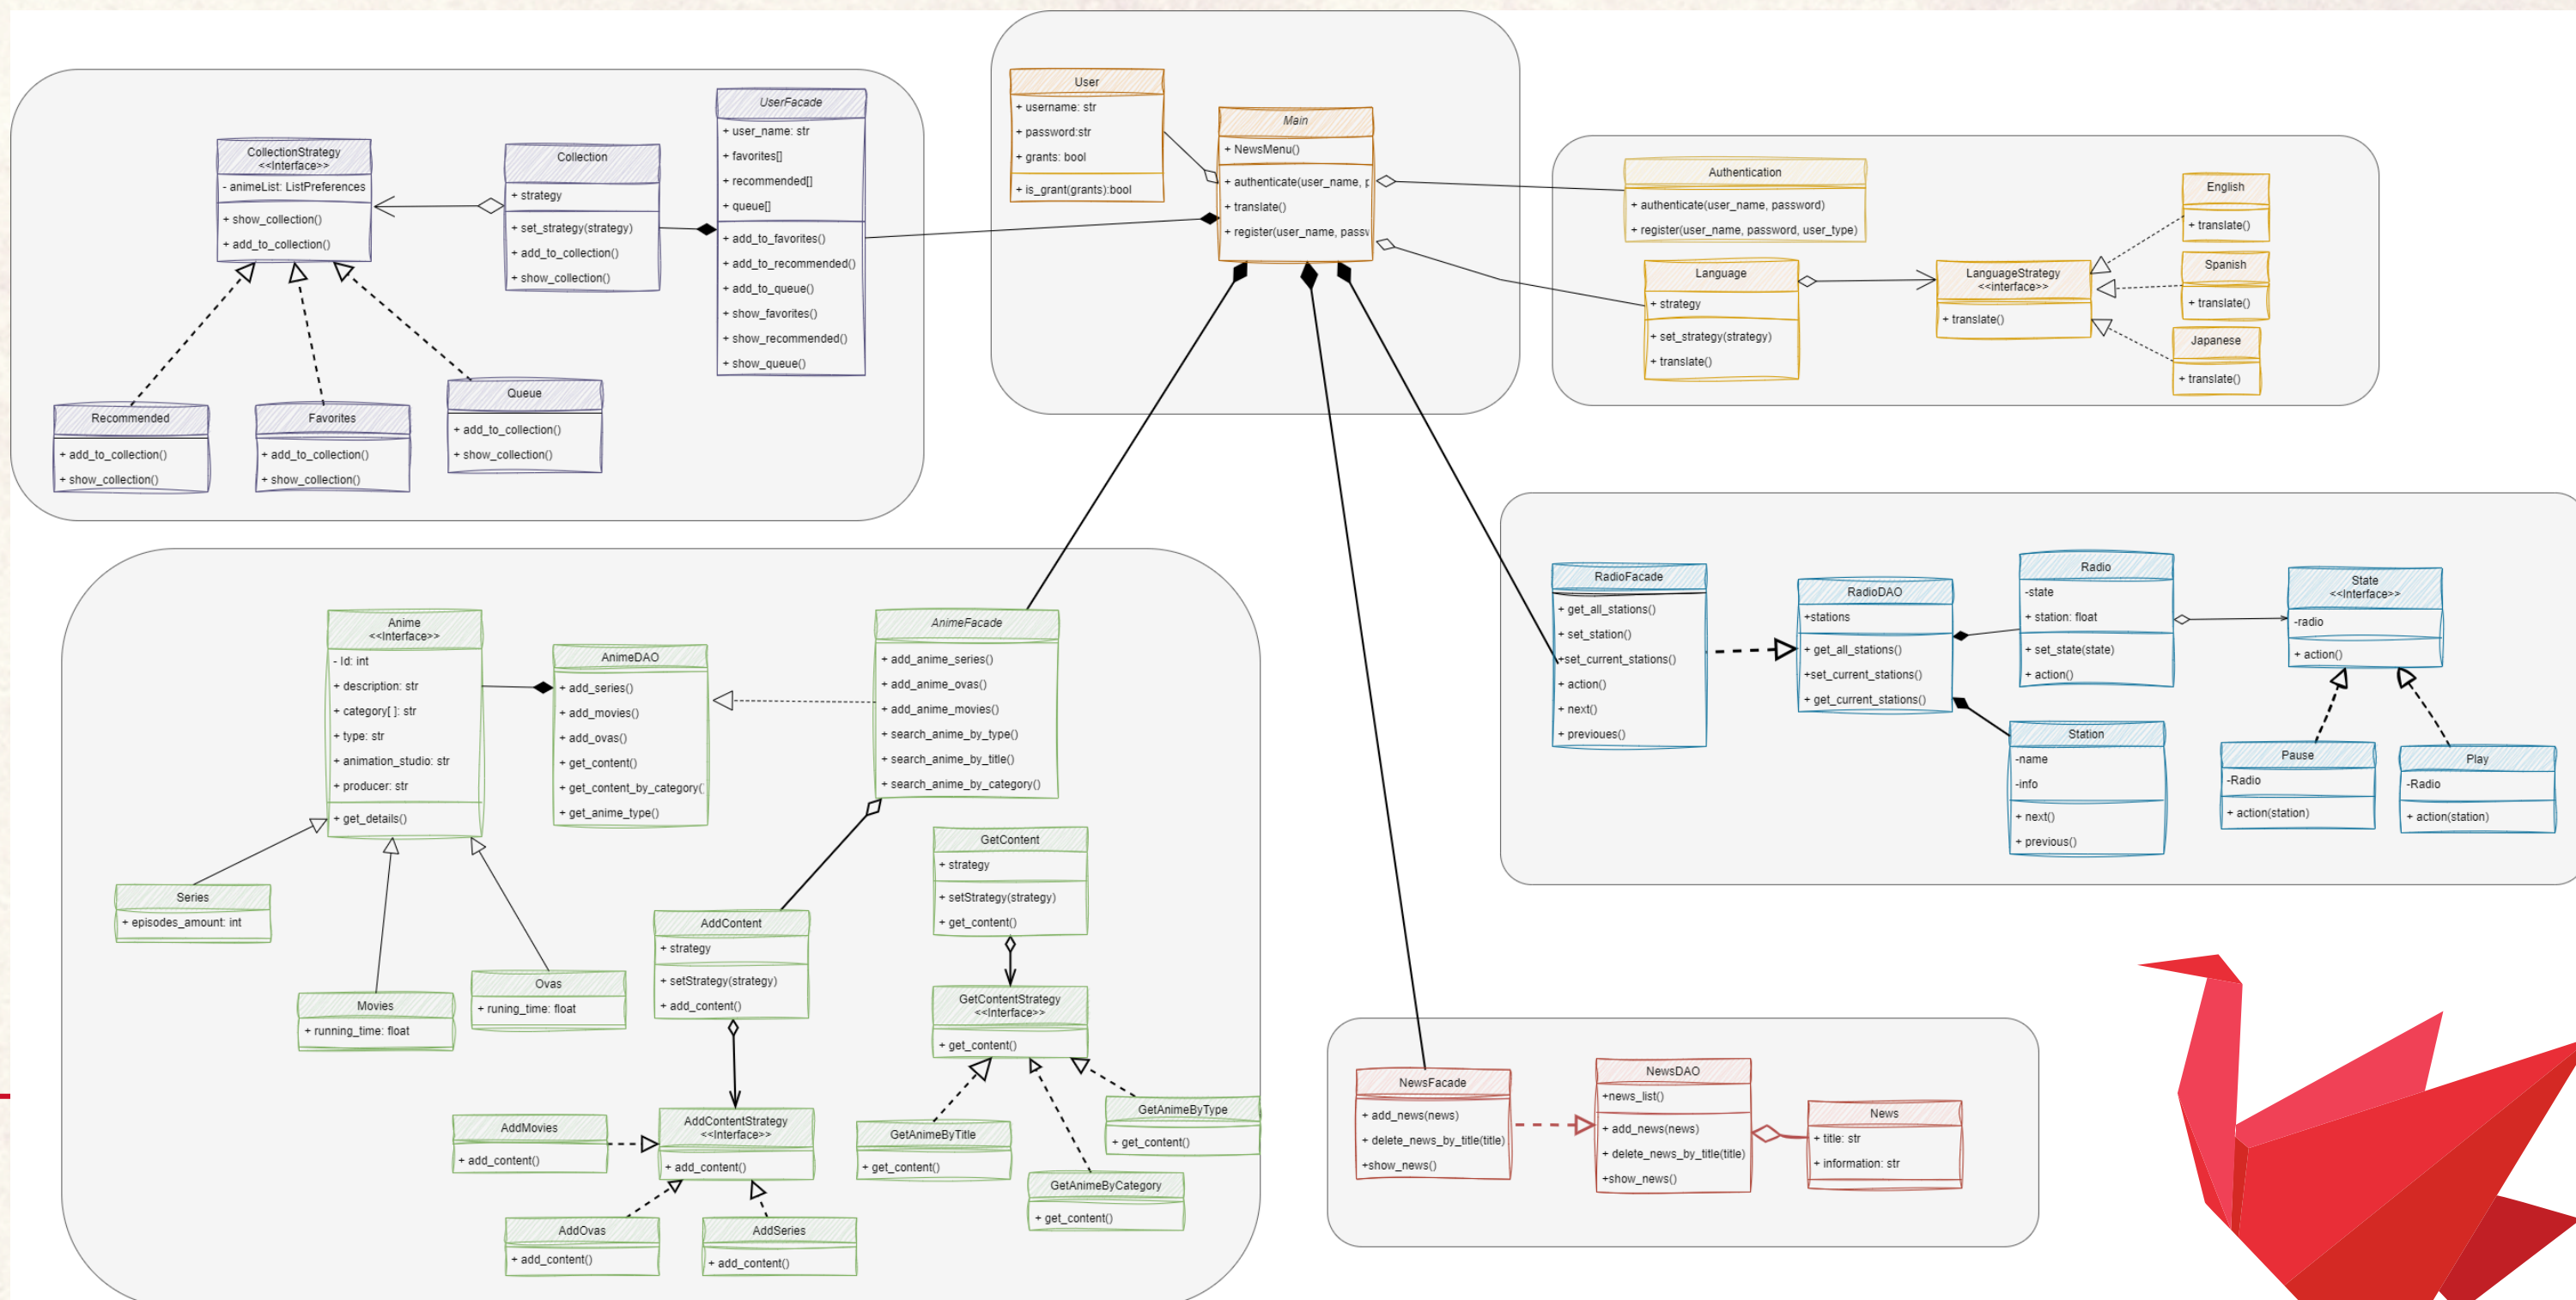 CollectionStrategy
<<Interface>>
- animeList: ListPreferences
+ show_collection()
+ add_to_collection()
Collection
+ strategy
+ set_strategy(strategy)
+ add_to_collection()
+ show_collection()
UserFacade
+ user_name: str
+ favorites[]
+ recommended[]
+ queue[]
+ add_to_favorites()
+ add_to_recommended()
+ add_to_queue()
+ show_favorites()
+ show_recommended()
+ show_queue()
Recommended
+ add_to_collection()
+ show_collection()
Favorites
+ add_to_collection()
+ show_collection()
Queue
+ add_to_collection()
+ show_collection()
User
+ username: str
+ password:str
+ grants: bool
+ is_grant(grants):bool
Main
+ NewsMenu()
+ authenticate(user_name, p
+ translate()
+ register(user_name, passv
Authentication
+ authenticate(user_name, password)
+ register(user_name, password, user_type)
Language
+ strategy
+ set_strategy(strategy)
+ translate()
LanguageStrategy
<<interface>>
+ translate()
English
+ translate()
Spanish
+ translate()
Japanese
+ translate()
Anime
<<Interface>>
- Id: int
+ description: str
+ category[ ]: str
+ type: str
+ animation_studio: str
+ producer: str
+ get_details()
AnimeDAO
+ add_series()
+ add_movies()
+ add_ovas()
+ get_content()
+ get_content_by_category(
+ get_anime_type()
AnimeFacade
+ add_anime_series()
+ add_anime_ovas()
+ add_anime_movies()
+ search_anime_by_type()
+ search_anime_by_title()
+ search_anime_by_category()
Series
+ episodes_amount: int
Movies
+ running_time: float
Ovas
+ runing_time: float
AddContent
+ strategy
+ setStrategy(strategy)
+ add_content()
GetContent
+ strategy
+ setStrategy(strategy)
+ get_content()
GetContentStrategy
<<Interface>>
+ get_content()
AddContentStrategy
<<Interface>>
+ add_content()
AddMovies
+ add_content()
AddOvas
+ add_content()
AddSeries
+ add_content()
GetAnimeByTitle
+ get_content()
GetAnimeByCategory
+ get_content()
GetAnimeByType
+ get_content()
RadioFacade
+ get_all_stations()
+ set_station()
+set_current_stations()
+ action()
+ next()
+ previoues()
RadioDAO
+stations
+ get_all_stations()
+set_current_stations()
+ get_current_stations()
Radio
-state
+ station: float
+ set_state(state)
+ action()
State
<<Interface>>
-radio
+ action()
Station
-name
-info
+ next()
+ previous()
Pause
-Radio
+ action(station)
Play
-Radio
+ action(station)
NewsFacade
+ add_news(news)
+ delete_news_by_title(title)
+show_news()
NewsDAO
+news_list()
+ add_news(news)
+ delete_news_by_title(title)
+show_news()
News
+ title: str
+ information: str